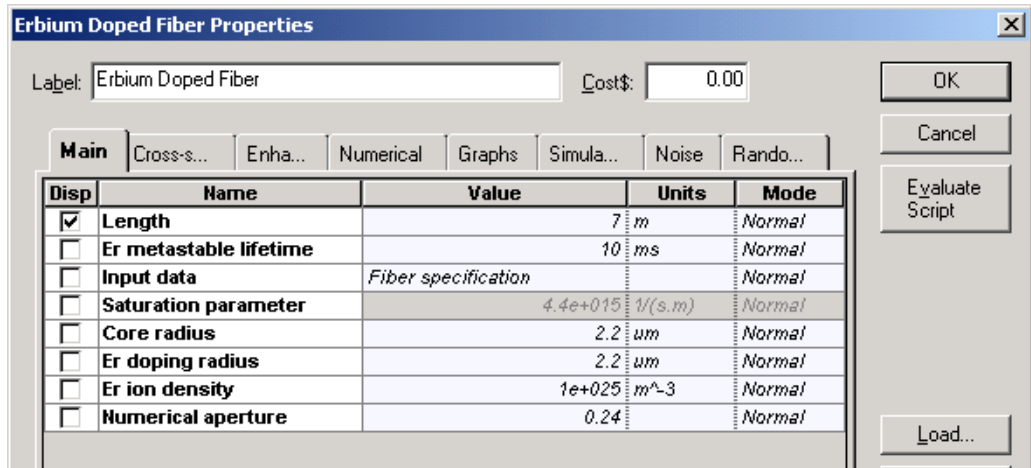 Erbium Doped Fiber Properties
Label: Erbium Doped Fiber Cost$: 0.00 OK
Cancel
Main Cross-s... Enha... Numerical Graphs Simula... Noise Rando...
Evaluate Script
Disp Name Value Units Mode
Length 7 m Normal
Er metastable lifetime 10 ms Normal
Input data Fiber specification Normal
Saturation parameter 4.4e+015 1/(s.m) Normal
Core radius 2.2 um Normal
Er doping radius 2.2 um Normal
Er ion density 1e+025 m^-3 Normal
Numerical aperture 0.24 Normal
Load...